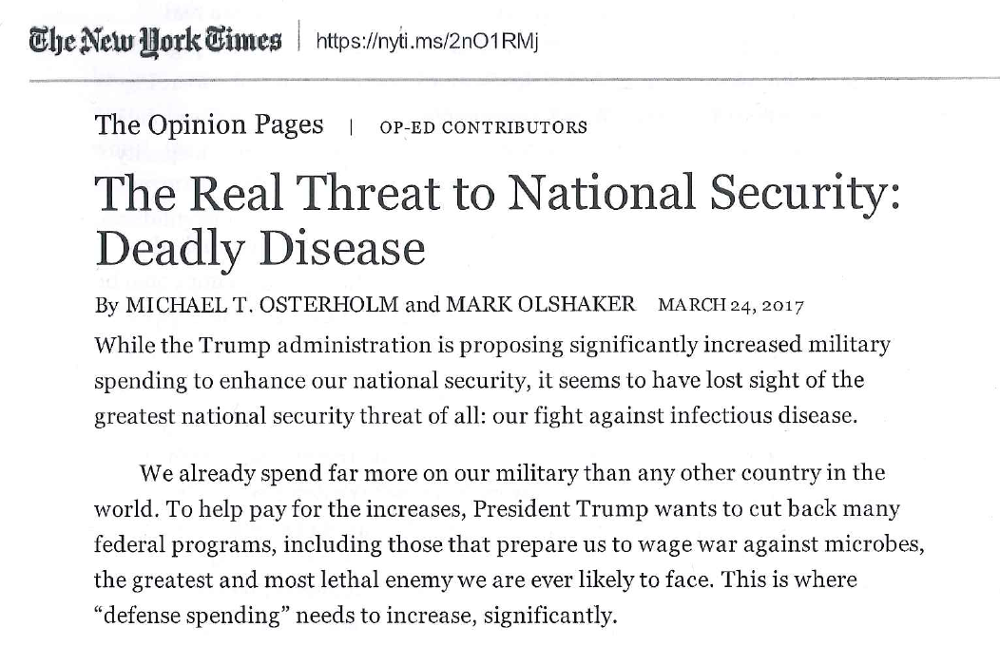 The New York Times | https://nyti.ms/2nO1RMj
The Opinion Pages | OP-ED CONTRIBUTORS
The Real Threat to National Security:
Deadly Disease
By MICHAEL T. OSTERHOLM and MARK OLSHAKER MARCH 24, 2017
While the Trump administration is proposing significantly increased military
spending to enhance our national security, it seems to have lost sight of the
greatest national security threat of all: our fight against infectious disease.
We already spend far more on our military than any other country in the
world. To help pay for the increases, President Trump wants to cut back many
federal programs, including those that prepare us to wage war against microbes,
the greatest and most lethal enemy we are ever likely to face. This is where
“defense spending” needs to increase, significantly.